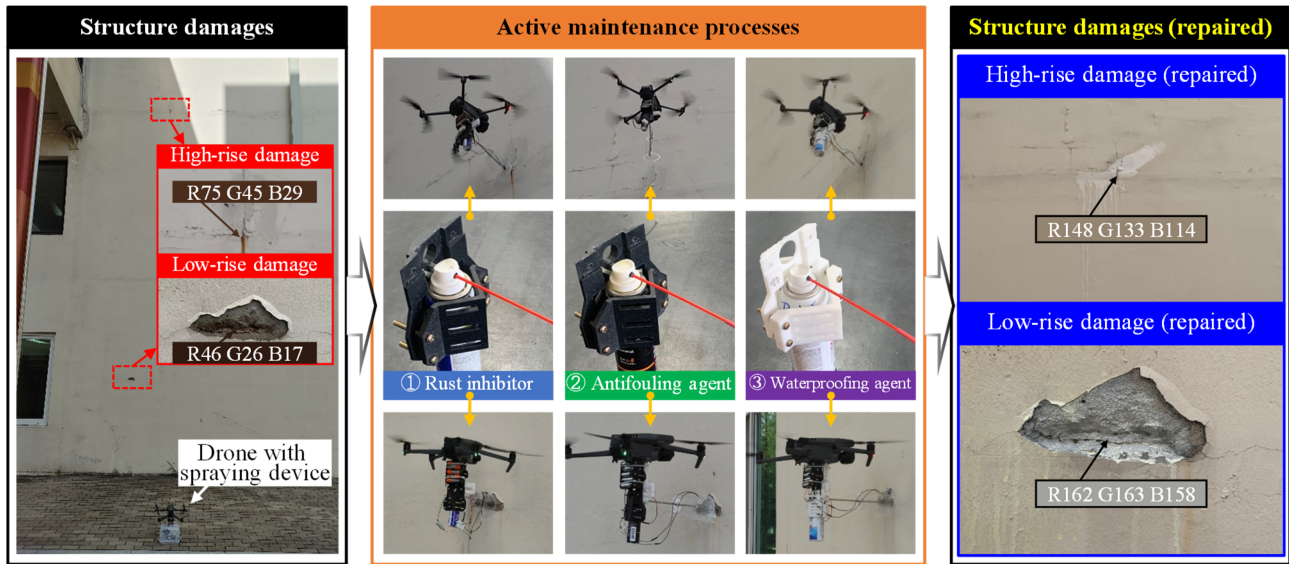 Structure damages
High-rise damage
R75 G45 B29
Low-rise damage
R46 G26 B17
Drone with
spraying device
Active maintenance processes
① Rust inhibitor
② Antifouling agent
③ Waterproofing agent
Structure damages (repaired)
High-rise damage (repaired)
R148 G133 B114
Low-rise damage (repaired)
R162 G163 B158